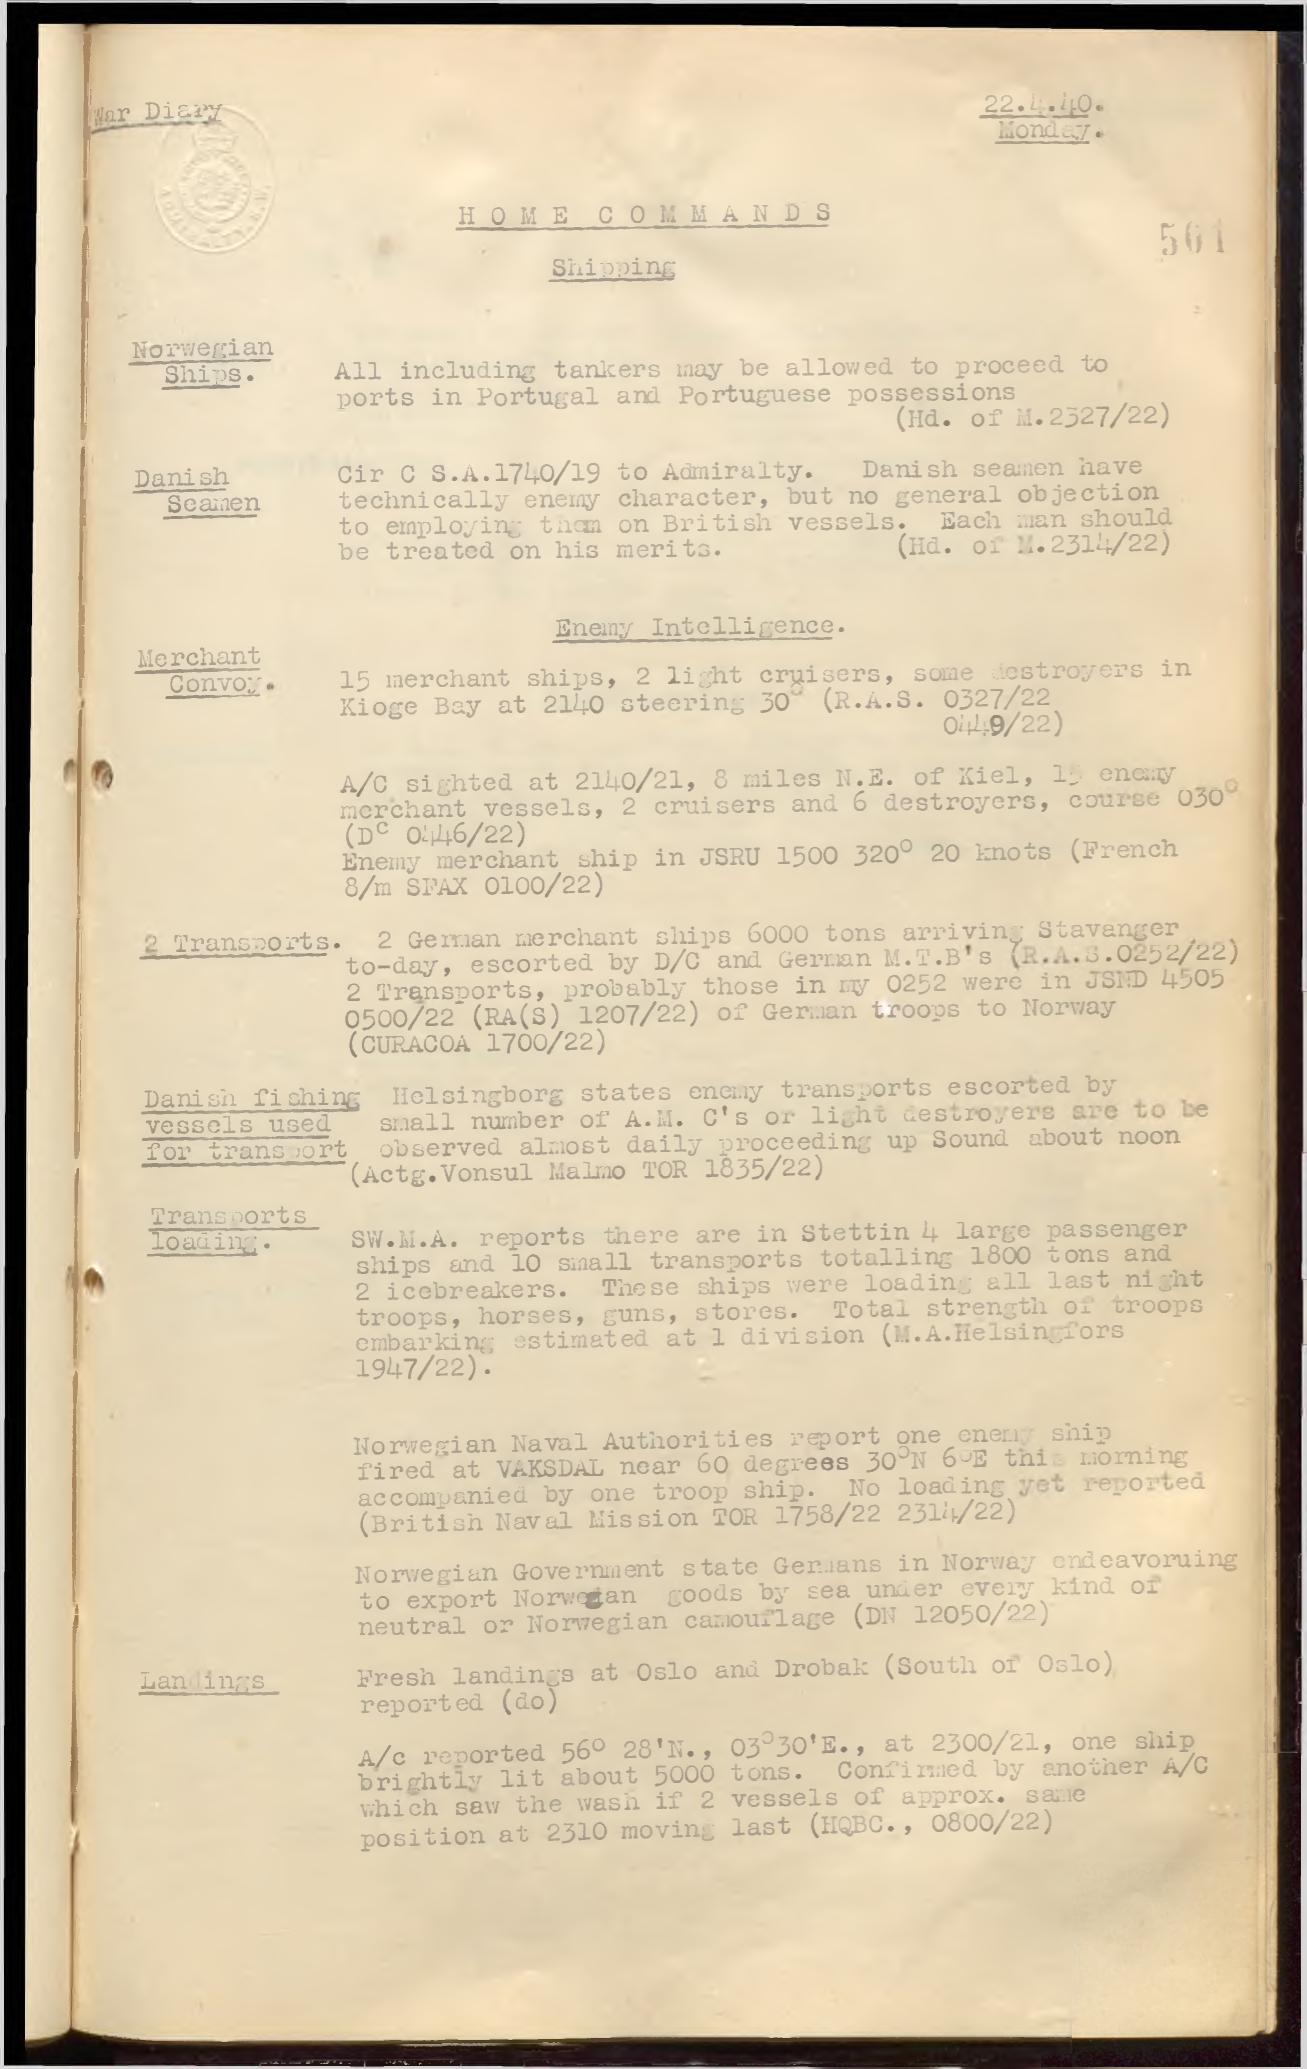 War Diary
22.4.40.
Monday.
HOME COMMANDS
501
Shipping
Norwegian
Ships.
All including tankers may be allowed to proceed to
ports in Portugal and Portuguese possessions
(Hd. of M.2327/22)
Danish
Seamen
Cir C S.A.1740/19 to Admiralty. Danish seamen have
technically enemy character, but no general objection
to employing them on British vessels. Each man should
be treated on his merits. (Hd. of M.2314/22)
Enemy Intelligence.
Merchant
Convoy.
15 merchant ships, 2 light cruisers, some destroyers in
Kioge Bay at 2140 steering 30° (R.A.S. 0327/22
0449/22)
A/C sighted at 2140/21, 8 miles N.E. of Kiel, 15 enemy
merchant vessels, 2 cruisers and 6 destroyers, course 030°
(Dᶜ 0446/22)
Enemy merchant ship in JSRU 1500 320° 20 knots (French
8/m SFAX 0100/22)
2 Transports.
2 German merchant ships 6000 tons arriving Stavanger
to-day, escorted by D/C and German M.T.B's (R.A.S.0252/22)
2 Transports, probably those in my 0252 were in JSND 4505
0500/22 (RA(S) 1207/22) of German troops to Norway
(CURACOA 1700/22)
Danish fishing
vessels used
for transport
Helsingborg states enemy transports escorted by
small number of A.M. C's or light destroyers are to be
observed almost daily proceeding up Sound about noon
(Actg.Vonsul Malmo TOR 1835/22)
Transports
loading.
SW.M.A. reports there are in Stettin 4 large passenger
ships and 10 small transports totalling 1800 tons and
2 icebreakers. These ships were loading all last night
troops, horses, guns, stores. Total strength of troops
embarking estimated at 1 division (M.A.Helsingfors
1947/22).
Norwegian Naval Authorities report one enemy ship
fired at VAKSDAL near 60 degrees 30°N 6°E this morning
accompanied by one troop ship. No loading yet reported
(British Naval Mission TOR 1758/22 2314/22)
Norwegian Government state Germans in Norway endeavoruing
to export Norwegan goods by sea under every kind of
neutral or Norwegian camouflage (DN 12050/22)
Landings
Fresh landings at Oslo and Drobak (South of Oslo)
reported (do)
A/c reported 56° 28'N., 03°30'E., at 2300/21, one ship
brightly lit about 5000 tons. Confirmed by another A/C
which saw the wash if 2 vessels of approx. same
position at 2310 moving last (HQBC., 0800/22)